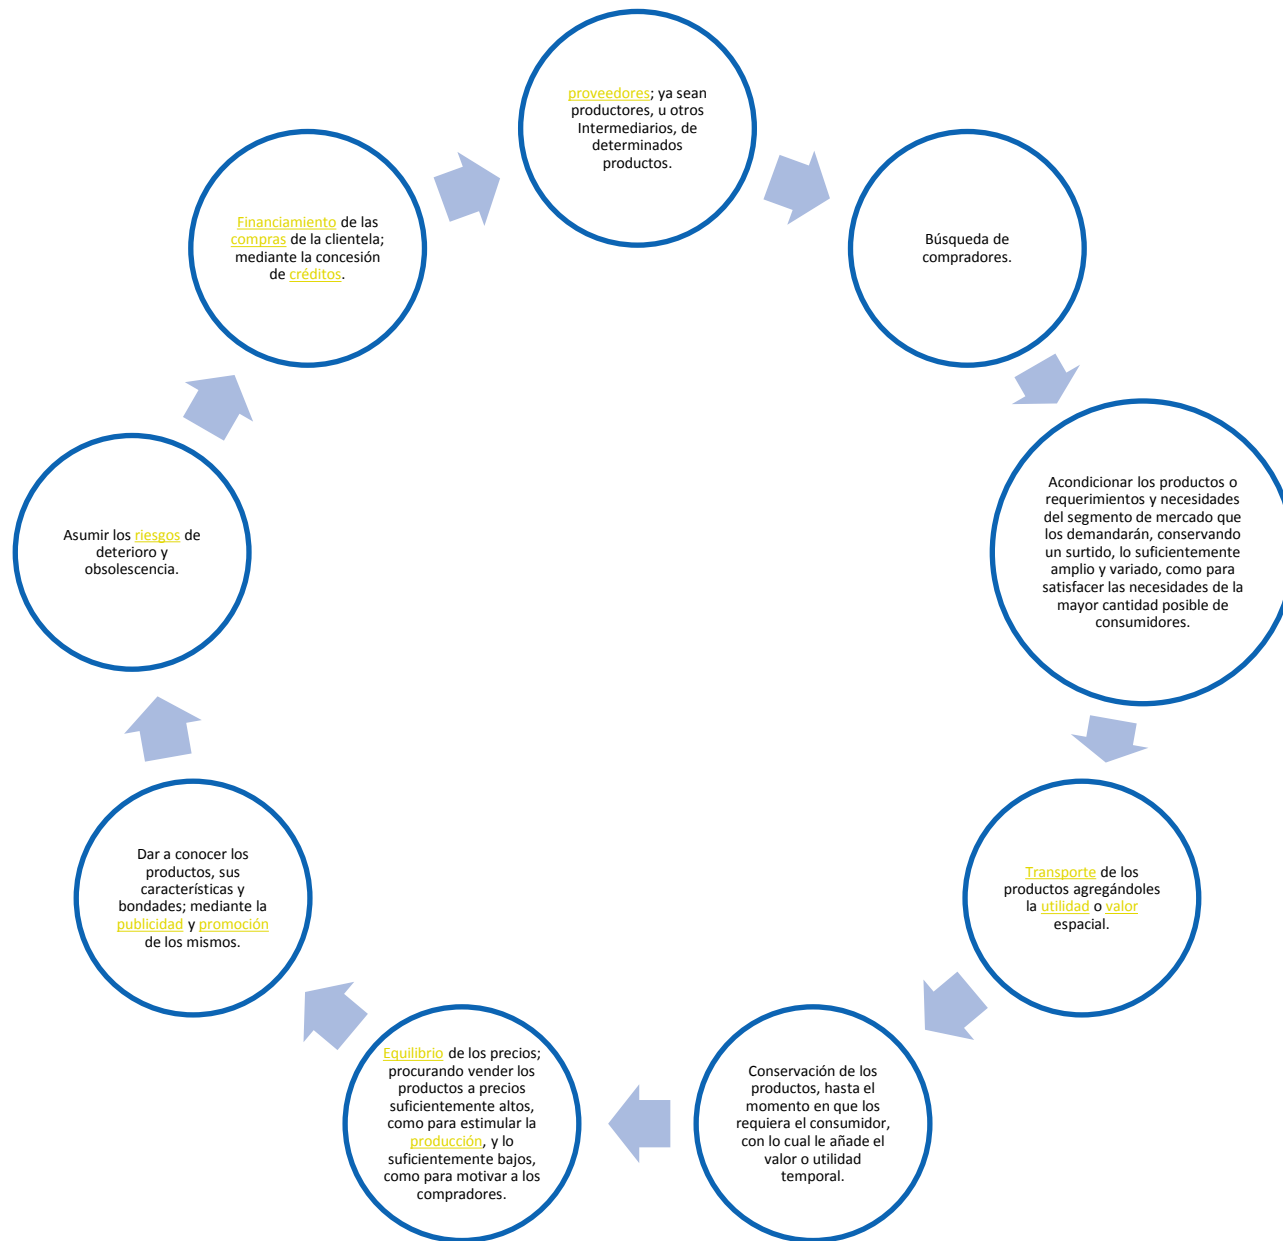 proveedores; ya sean
productores, u otros
Intermediarios, de
determinados
productos.
Búsqueda de
compradores.
Acondicionar los productos o
requerimientos y necesidades
del segmento de mercado que
los demandarán, conservando
un surtido, lo suficientemente
amplio y variado, como para
satisfacer las necesidades de la
mayor cantidad posible de
consumidores.
Transporte de los
productos agregándoles
la utilidad o valor
espacial.
Conservación de los
productos, hasta el
momento en que los
requiera el consumidor,
con lo cual le añade el
valor o utilidad
temporal.
Equilibrio de los precios;
procurando vender los
productos a precios
suficientemente altos,
como para estimular la
producción, y lo
suficientemente bajos,
como para motivar a los
compradores.
Dar a conocer los
productos, sus
características y
bondades; mediante la
publicidad y promoción
de los mismos.
Asumir los riesgos de
deterioro y
obsolescencia.
Financiamiento de las
compras de la clientela;
mediante la concesión
de créditos.